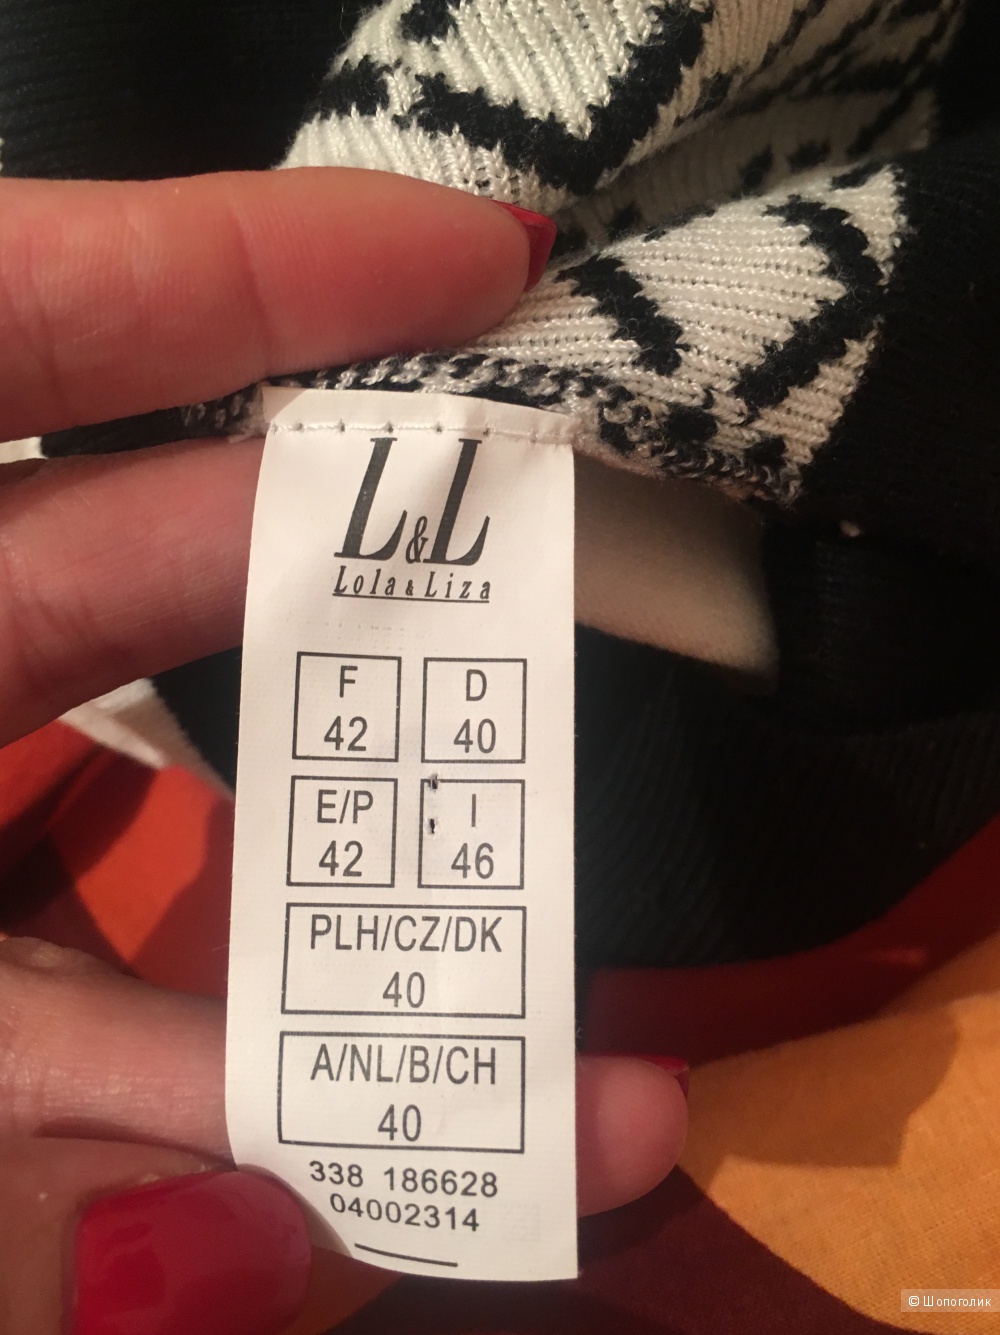 L&L
Lola & Liza
F
42
D
40
E/P
42
I
46
PLH/CZ/DK
40
A/NL/B/CH
40
338 186628
04002314
© Шопоголик